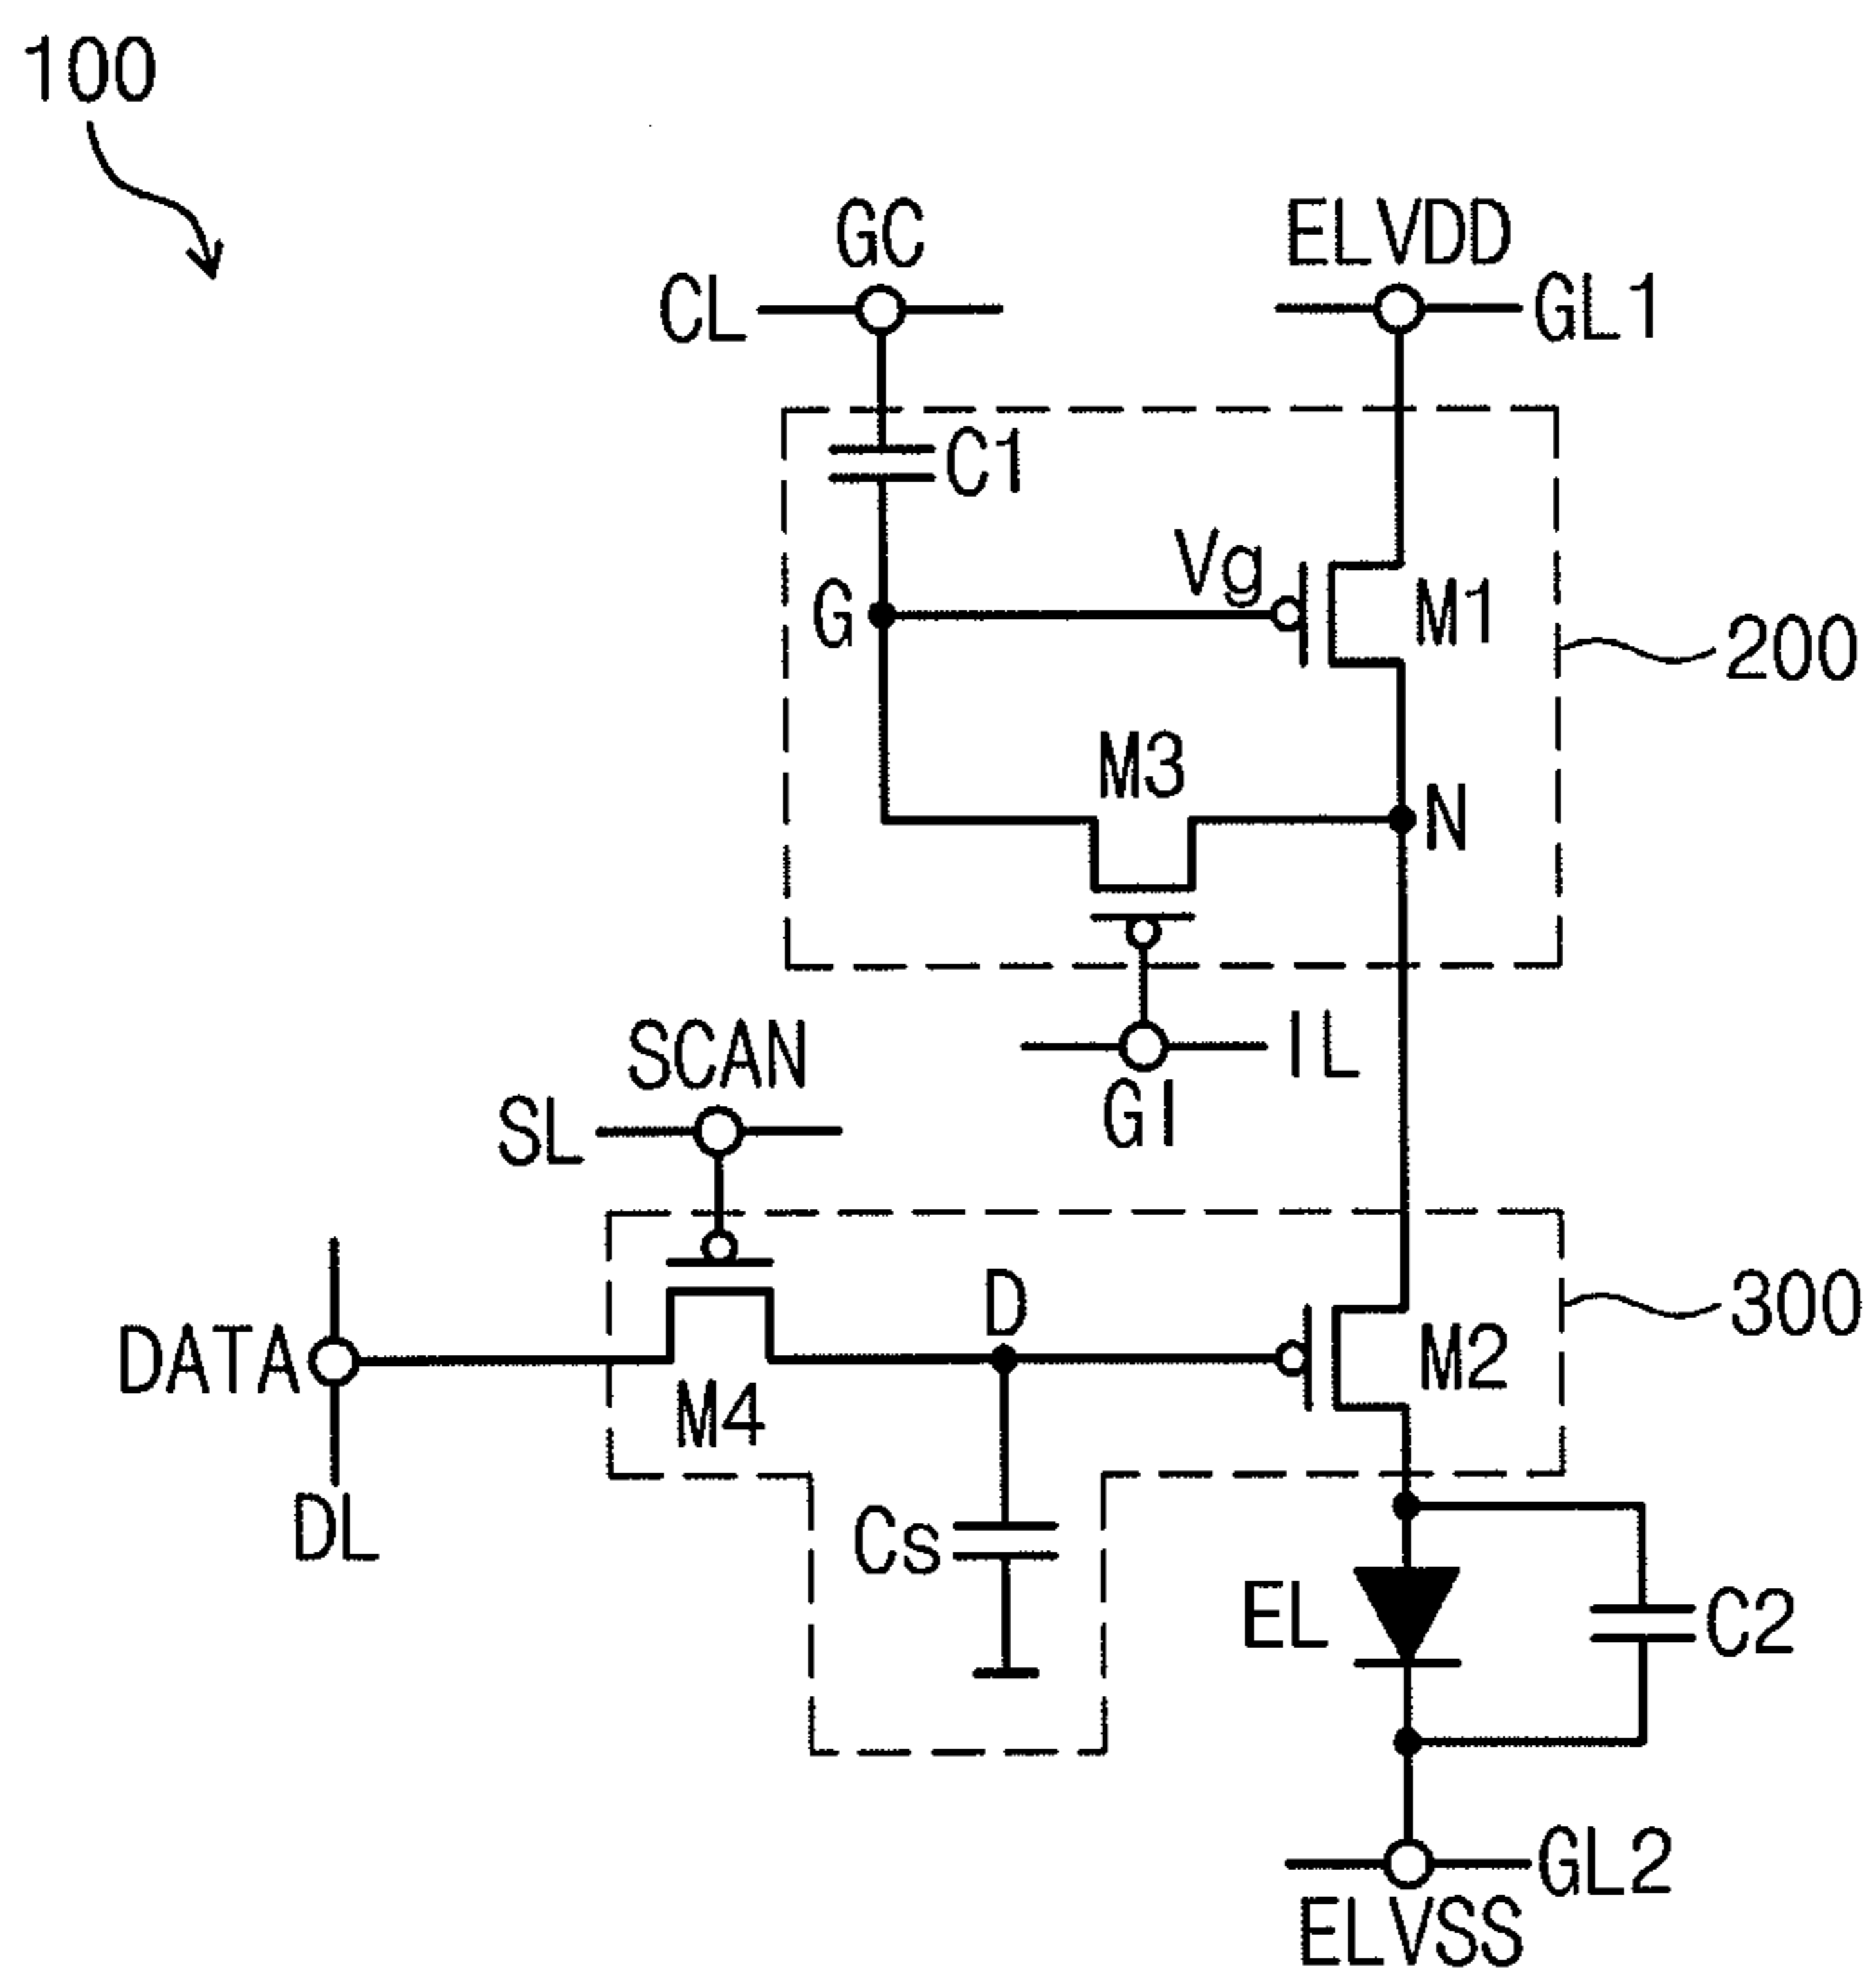 100
GC
ELVDD
CL
GL1
C1
Vg
G
M1
200
M3
N
SCAN
IL
SL
GI
D
300
DATA
M2
M4
DL
Cs
EL
C2
GL2
ELVSS